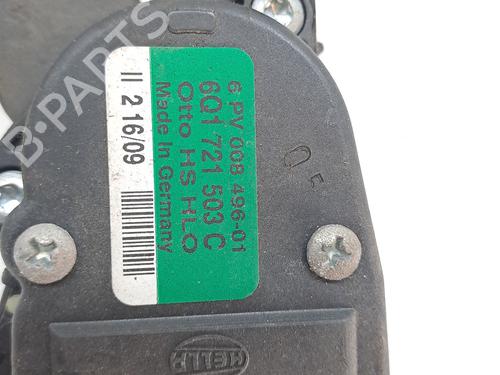 6 PV 008 496-01
6Q1 721 503 C
Otto HS HLO
Made in Germany
II 2 16/09
HELLA
B-PARTS